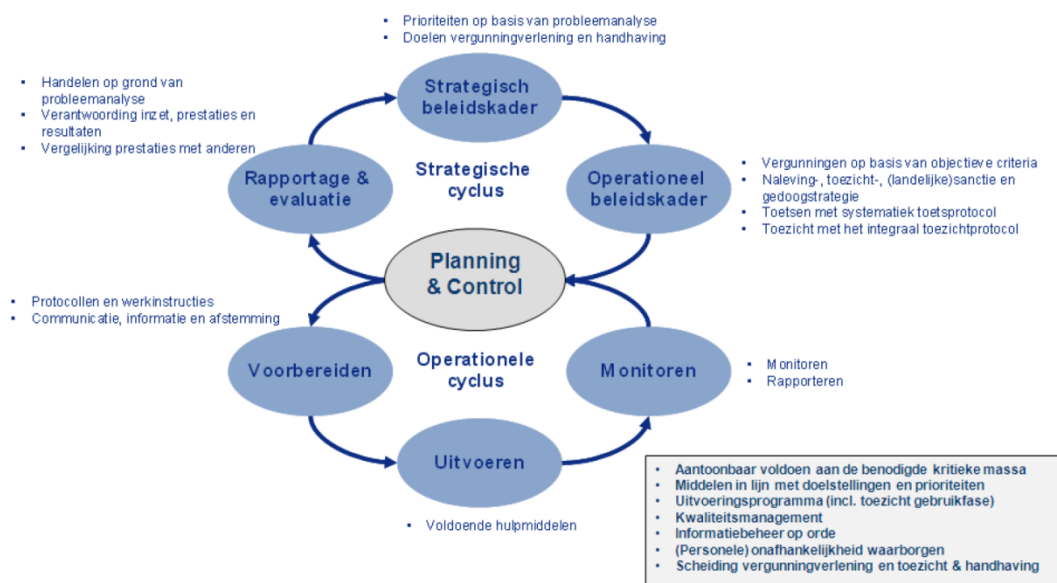 ▪ Prioriteiten op basis van probleemanalyse
▪ Doelen vergunningverlening en handhaving
Strategisch
beleidskader
▪ Handelen op grond van
probleemanalyse
▪ Verantwoording inzet, prestaties en
resultaten
▪ Vergelijking prestaties met anderen
Rapportage &
evaluatie
Strategische
cyclus
Operationeel
beleidskader
▪ Vergunningen op basis van objectieve criteria
▪ Naleving-, toezicht-, (landelijke)sanctie en
gedoogstrategie
▪ Toetsen met systematiek toetsprotocol
▪ Toezicht met het integraal toezichtprotocol
Planning
& Control
▪ Protocollen en werkinstructies
▪ Communicatie, informatie en afstemming
Voorbereiden
Operationele
cyclus
Monitoren
▪ Monitoren
▪ Rapporteren
Uitvoeren
▪ Voldoende hulpmiddelen
• Aantoonbaar voldoen aan de benodigde kritieke massa
• Middelen in lijn met doelstellingen en prioriteiten
• Uitvoeringsprogramma (incl. toezicht gebruikfase)
• Kwaliteitsmanagement
• Informatiebeheer op orde
• (Personele) onafhankelijkheid waarborgen
• Scheiding vergunningverlening en toezicht & handhaving